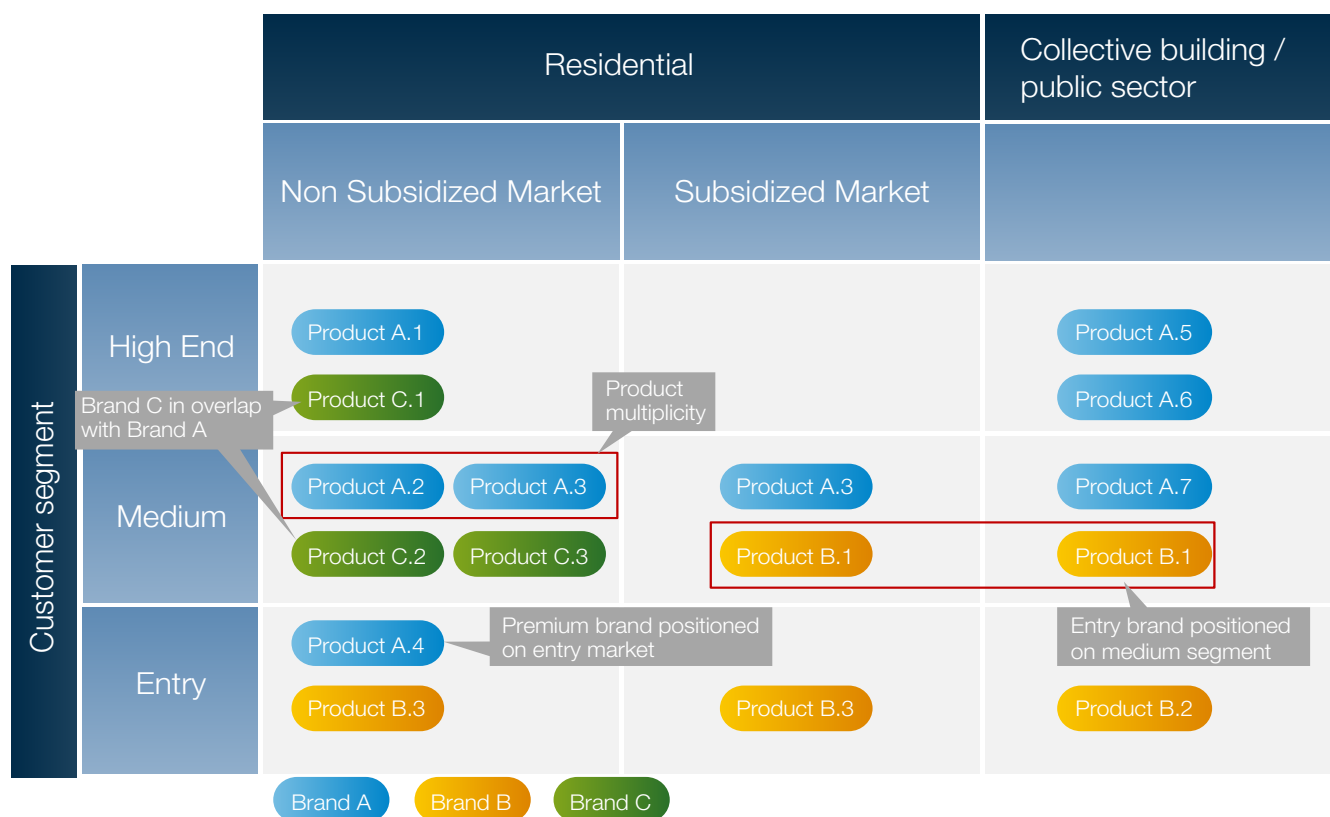 Residential
Collective building /
public sector
Non Subsidized Market
Subsidized Market
Customer segment
High End
Product A.1
Product A.5
Product C.1
Product A.6
Brand C in overlap
with Brand A
Product
multiplicity
Medium
Product A.2
Product A.3
Product A.3
Product A.7
Product C.2
Product C.3
Product B.1
Product B.1
Entry
Product A.4
Premium brand positioned
on entry market
Entry brand positioned
on medium segment
Product B.3
Product B.3
Product B.2
Brand A
Brand B
Brand C